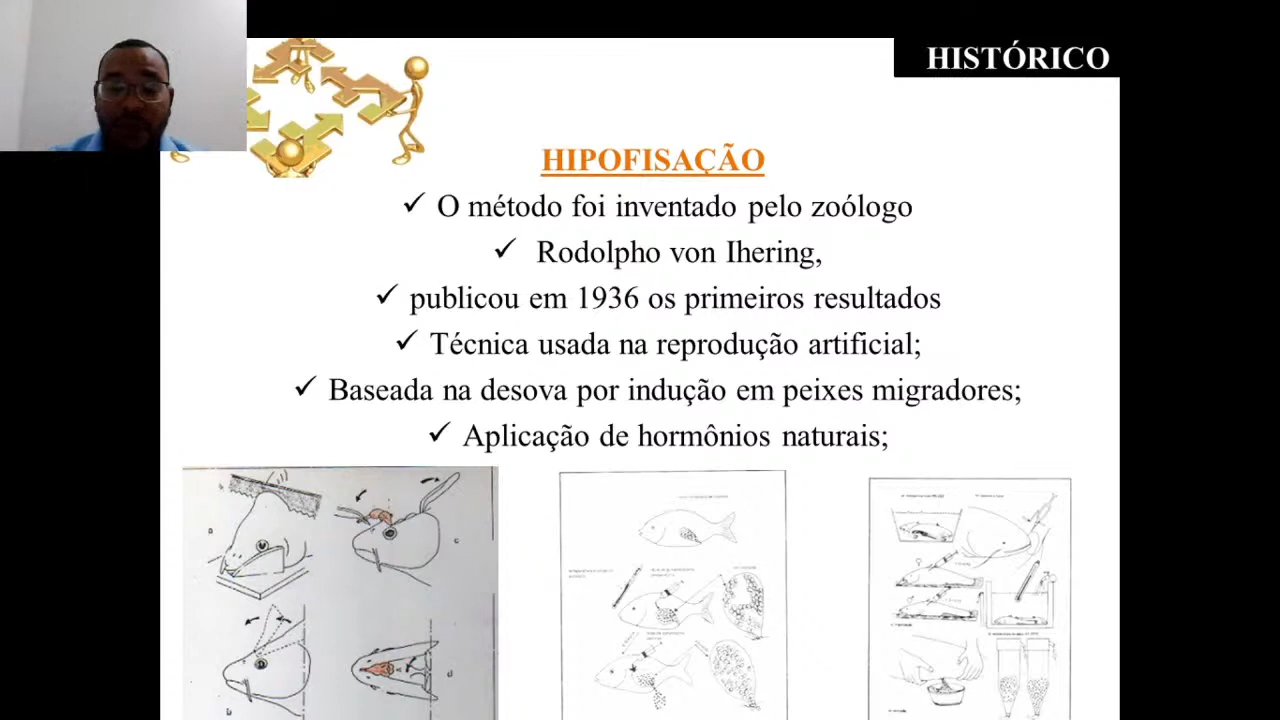 HISTÓRICO
HIPOFISAÇÃO
✓ O método foi inventado pelo zoólogo
✓ Rodolpho von Ihering,
✓ publicou em 1936 os primeiros resultados
✓ Técnica usada na reprodução artificial;
✓ Baseada na desova por indução em peixes migradores;
✓ Aplicação de hormônios naturais;
a
c
b
d